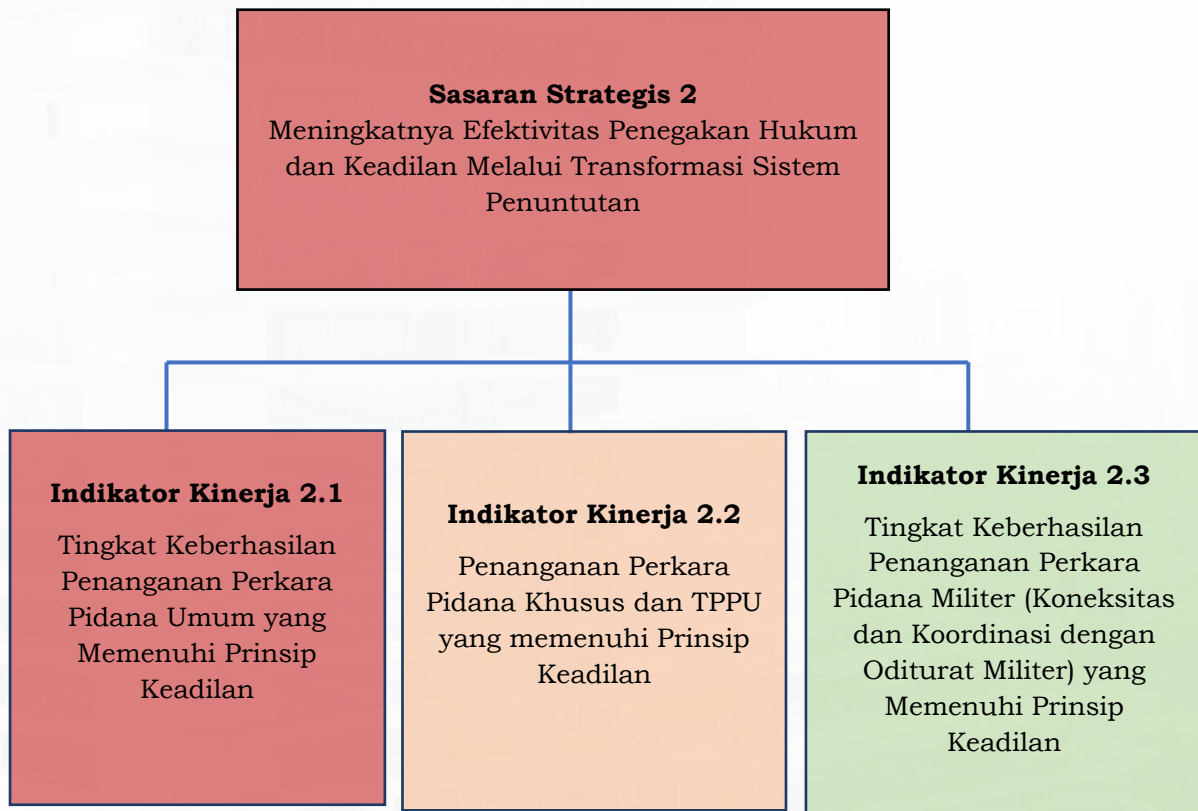 KEJAKSAAN AGUNG
Sasaran Strategis 2
Meningkatnya Efektivitas Penegakan Hukum
dan Keadilan Melalui Transformasi Sistem
Penuntutan
Indikator Kinerja 2.1
Tingkat Keberhasilan
Penanganan Perkara
Pidana Umum yang
Memenuhi Prinsip
Keadilan
Indikator Kinerja 2.2
Penanganan Perkara
Pidana Khusus dan TPPU
yang memenuhi Prinsip
Keadilan
Indikator Kinerja 2.3
Tingkat Keberhasilan
Penanganan Perkara
Pidana Militer (Koneksitas
dan Koordinasi dengan
Oditurat Militer) yang
Memenuhi Prinsip
Keadilan